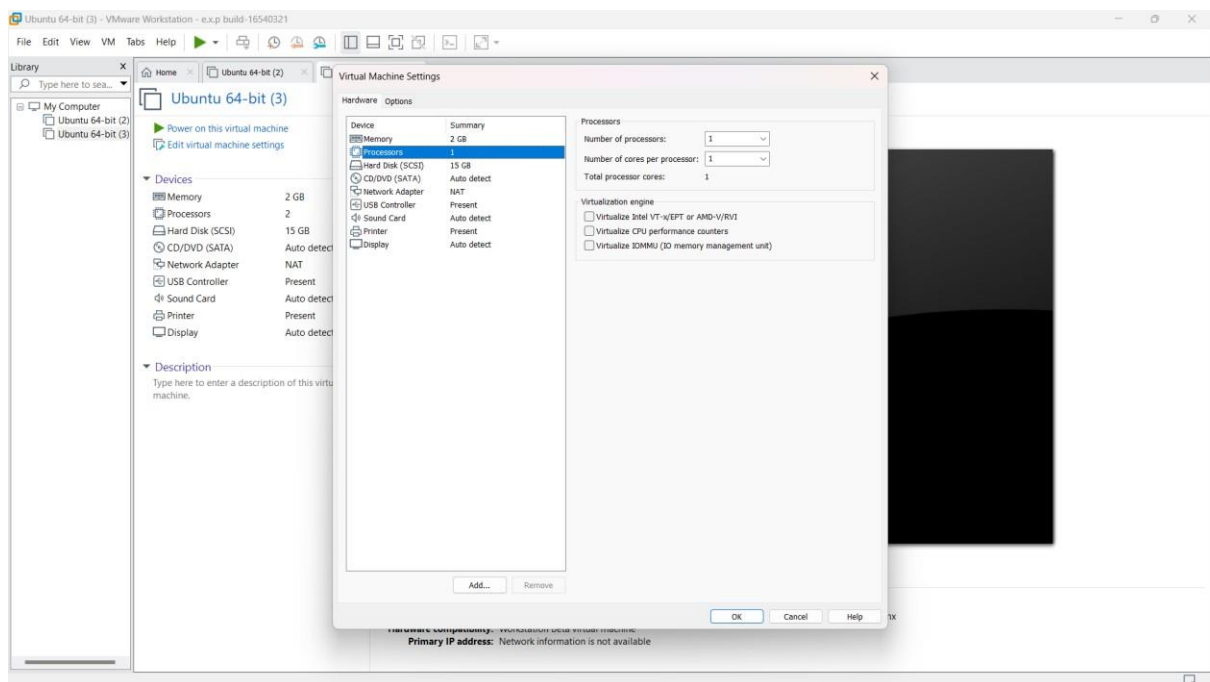 Ubuntu 64-bit (3) - VMware Workstation - e.x.p build-16540321
File Edit View VM Tabs Help
Library X
Type here to sea...
My Computer
Ubuntu 64-bit (2)
Ubuntu 64-bit (3)
Home
Ubuntu 64-bit (2)
Ubuntu 64-bit (3)
Power on this virtual machine
Edit virtual machine settings
Devices
Memory 2 GB
Processors 2
Hard Disk (SCSI) 15 GB
CD/DVD (SATA) Auto detect
Network Adapter NAT
USB Controller Present
Sound Card Auto detect
Printer Present
Display Auto detect
Description
Type here to enter a description of this virtu
machine.
Virtual Machine Settings
Hardware Options
Device Summary
Memory 2 GB
Processors 1
Hard Disk (SCSI) 15 GB
CD/DVD (SATA) Auto detect
Network Adapter NAT
USB Controller Present
Sound Card Auto detect
Printer Present
Display Auto detect
Add... Remove
Processors
Number of processors: 1
Number of cores per processor: 1
Total processor cores: 1
Virtualization engine
Virtualize Intel VT-x/EPT or AMD-V/RVI
Virtualize CPU performance counters
Virtualize IOMMU (IO memory management unit)
OK Cancel Help
nx
Hardware compatibility: Workstation Beta virtual machine
Primary IP address: Network information is not available